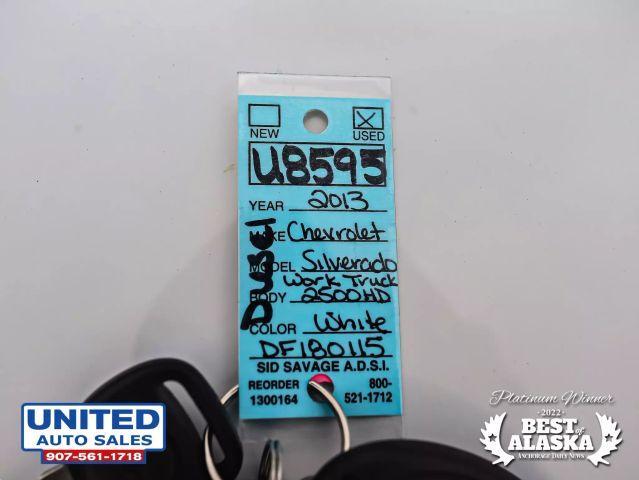 NEW USED
U8595
YEAR 2013
MAKE Chevrolet
MODEL Silverado
Work Truck
BODY 2500HD
COLOR White
DF180115
SID SAVAGE A.D.S.I.
REORDER 800-
1300164 521-1712
UNITED
AUTO SALES
907-561-1718
Platinum Winner
-2022-
BEST of
ALASKA
ANCHORAGE DAILY NEWS